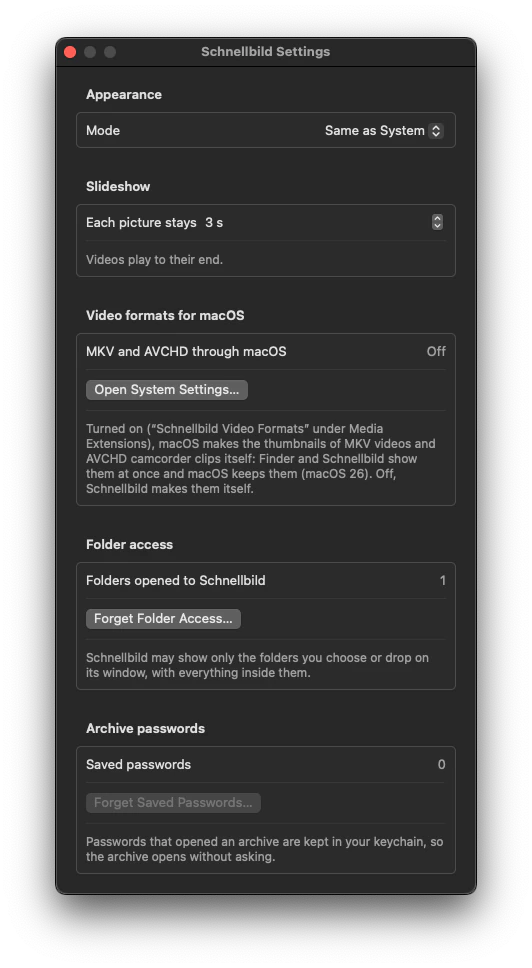 Schnellbild Settings
Appearance
Mode
Same as System
Slideshow
Each picture stays 3 s
Videos play to their end.
Video formats for macOS
MKV and AVCHD through macOS
Off
Open System Settings…
Turned on (“Schnellbild Video Formats” under Media
Extensions), macOS makes the thumbnails of MKV videos and
AVCHD camcorder clips itself: Finder and Schnellbild show
them at once and macOS keeps them (macOS 26). Off,
Schnellbild makes them itself.
Folder access
Folders opened to Schnellbild
1
Forget Folder Access…
Schnellbild may show only the folders you choose or drop on
its window, with everything inside them.
Archive passwords
Saved passwords
0
Forget Saved Passwords…
Passwords that opened an archive are kept in your keychain, so
the archive opens without asking.